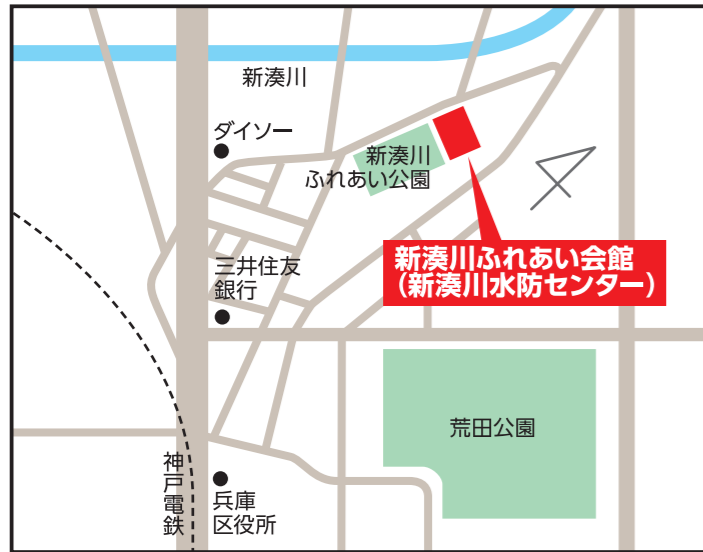 新湊川
ダイソー
新湊川
ふれあい公園
新湊川ふれあい会館
（新湊川水防センター）
三井住友
銀行
荒田公園
神戸電鉄
兵庫
区役所